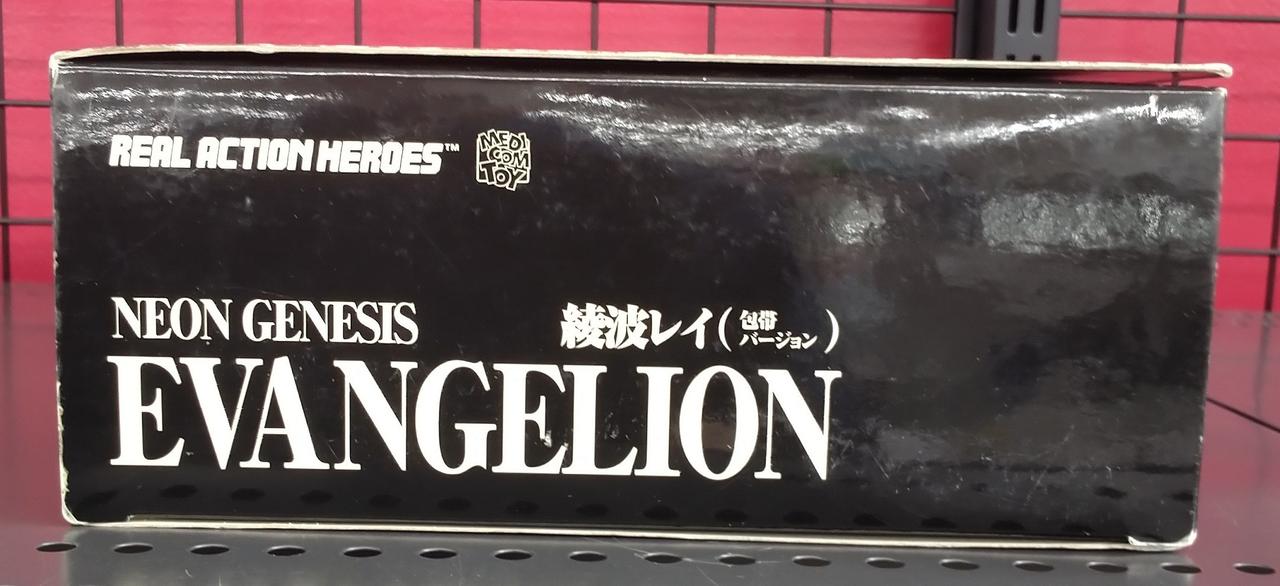 REAL ACTION HEROES™
MEDI
COM
TOY
NEON GENESIS
綾波レイ(包帯バージョン)
EVANGELION